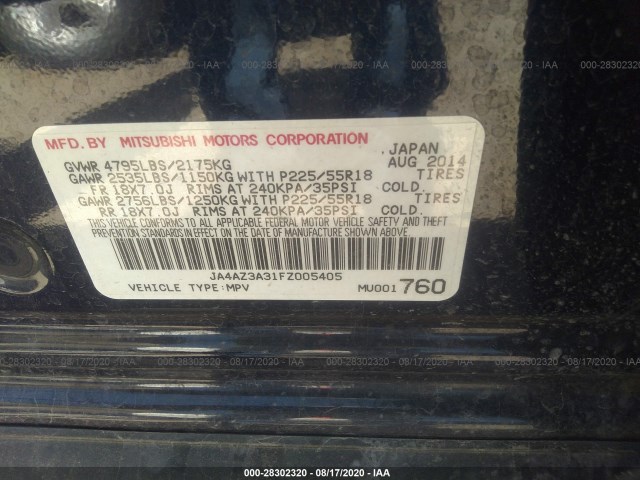 MFD. BY MITSUBISHI MOTORS CORPORATION JAPAN
GVWR 4795LBS/2175KG AUG 2014
GAWR 2535LBS/1150KG WITH P225/55R18 TIRES
FR 18X7.0J RIMS AT 240KPA/35PSI COLD.
GAWR 2756LBS/1250KG WITH P225/55R18 TIRES
RR 18X7.0J RIMS AT 240KPA/35PSI COLD.
THIS VEHICLE CONFORMS TO ALL APPLICABLE FEDERAL MOTOR VEHICLE SAFETY AND
THEFT PREVENTION STANDARDS IN EFFECT ON THE DATE OF MANUFACTURE SHOWN ABOVE.
JA4AZ3A31FZ005405
VEHICLE TYPE:MPV MU001760
000-28302320 - 08/17/2020 - IAA